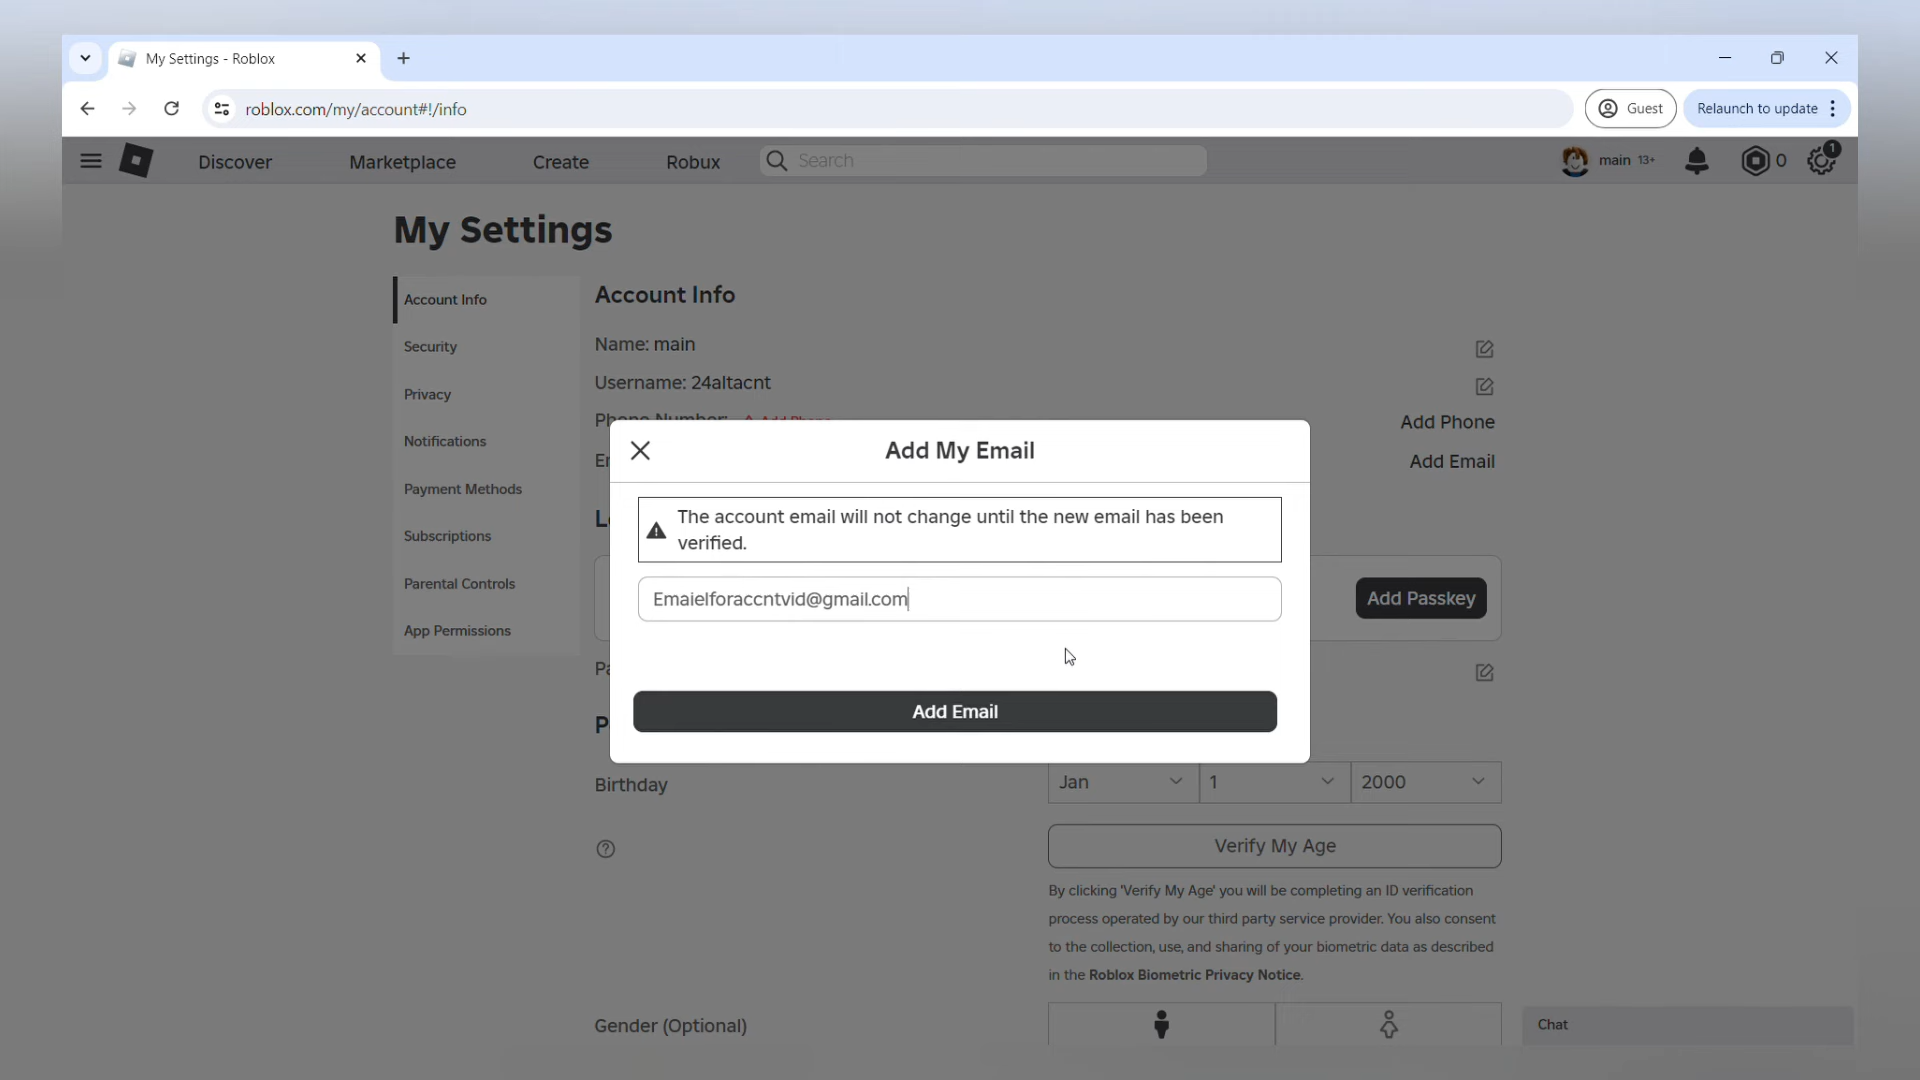 My Settings - Roblox
roblox.com/my/account#!/info
Guest
Relaunch to update
Discover
Marketplace
Create
Robux
Search
main 13+
0
1
My Settings
Account Info
Security
Privacy
Notifications
Payment Methods
Subscriptions
Parental Controls
App Permissions
Account Info
Name: main
Username: 24altacnt
Phone Number: Add Phone
Add Phone
Add Email
Add My Email
The account email will not change until the new email has been
verified.
Emaielforaccntvid@gmail.com
Add Email
Add Passkey
Birthday
Jan
1
2000
Verify My Age
By clicking 'Verify My Age' you will be completing an ID verification
process operated by our third party service provider. You also consent
to the collection, use, and sharing of your biometric data as described
in the Roblox Biometric Privacy Notice.
Gender (Optional)
Chat